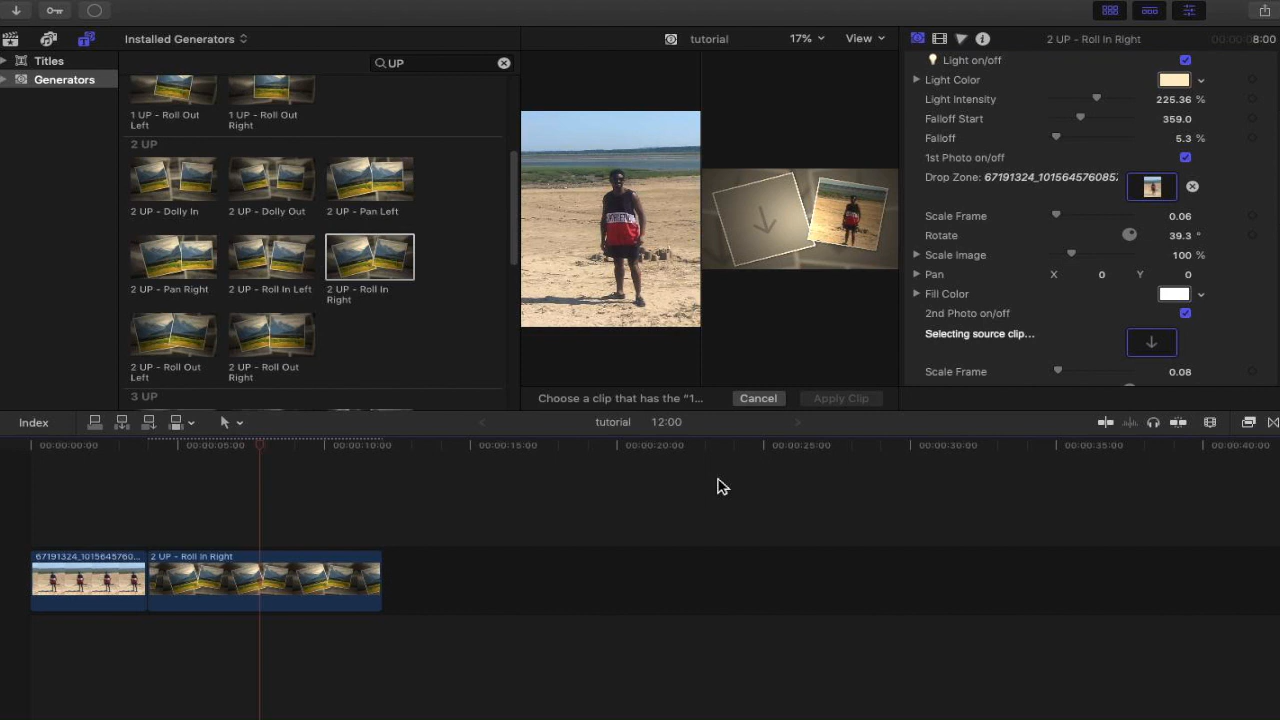 Installed Generators
tutorial
17%
View
2 UP - Roll In Right
00:00:08:00
Titles
Generators
UP
1 UP - Roll Out
Left
1 UP - Roll Out
Right
2 UP
2 UP - Dolly In
2 UP - Dolly Out
2 UP - Pan Left
2 UP - Pan Right
2 UP - Roll In Left
2 UP - Roll In
Right
2 UP - Roll Out
Left
2 UP - Roll Out
Right
3 UP
Light on/off
Light Color
Light Intensity
225.36 %
Falloff Start
359.0
Falloff
5.3 %
1st Photo on/off
Drop Zone: 67191324_1015645760852
Scale Frame
0.06
Rotate
39.3 °
Scale Image
100 %
Pan
X
0
Y
0
Fill Color
2nd Photo on/off
Selecting source clip...
Scale Frame
0.08
Choose a clip that has the “1...
Cancel
Apply Clip
Index
tutorial
12:00
00:00:00:00
00:00:05:00
00:00:10:00
00:00:15:00
00:00:20:00
00:00:25:00
00:00:30:00
00:00:35:00
00:00:40:00
67191324_1015645760...
2 UP - Roll In Right